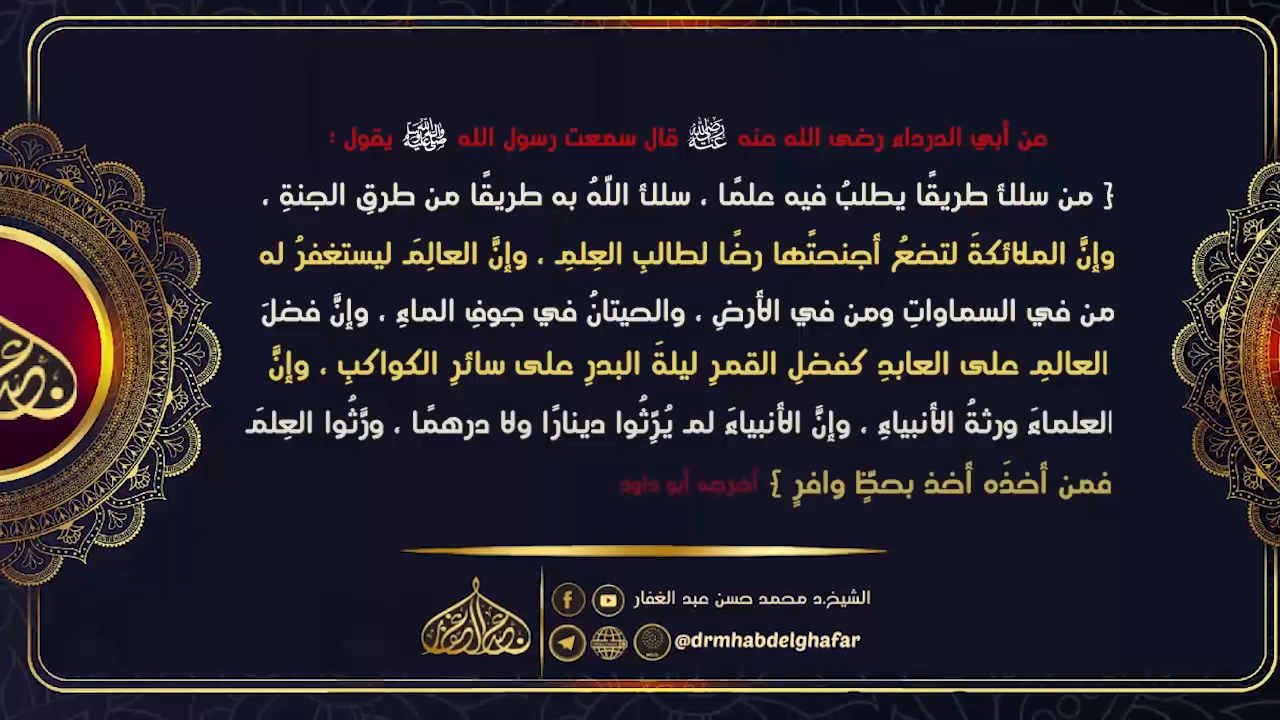 عن أبي الدرداء رضى الله عنه رضي الله عنه قال سمعت رسول الله ﷺ يقول :
{ من سلك طريقًا يطلبُ فيه علمًا ، سلك اللّهُ به طريقًا من طرقِ الجنةِ ،
وإنَّ الملائكةَ لتضعُ أجنحتَها رضًا لطالبِ العِلمِ ، وإنَّ العالِمَ ليستغفرُ له
من في السماواتِ ومن في الأرضِ ، والحيتانُ في جوفِ الماءِ ، وإنَّ فضلَ
العالمِ على العابدِ كفضلِ القمرِ ليلةَ البدرِ على سائرِ الكواكبِ ، وإنَّ
العلماءَ ورثةُ الأنبياءِ ، وإنَّ الأنبياءَ لم يُرِّثُوا دينارًا ولا درهمًا ، ورَّثُوا العِلمَ
فمن أخذَه أخذ بحظٍّ وافرٍ } أخرجه أبو داود
الشيخ.د محمد حسن عبد الغفار
@drmhabdelghafar